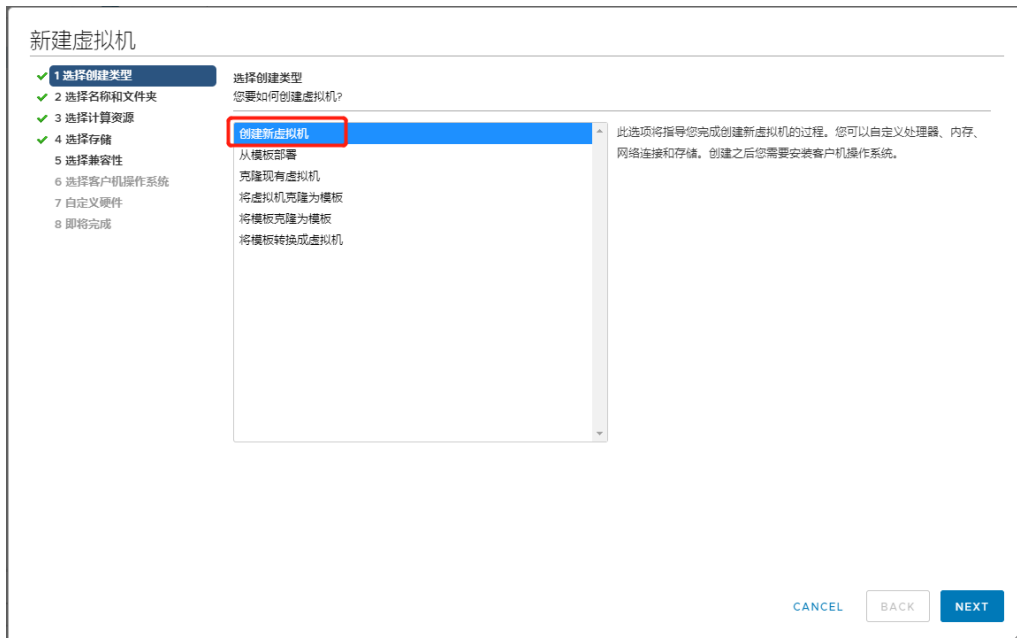 新建虚拟机
1 选择创建类型
2 选择名称和文件夹
3 选择计算资源
4 选择存储
5 选择兼容性
6 选择客户机操作系统
7 自定义硬件
8 即将完成
选择创建类型
您要如何创建虚拟机?
创建新虚拟机
从模板部署
克隆现有虚拟机
将虚拟机克隆为模板
将模板克隆为模板
将模板转换成虚拟机
此选项将指导您完成创建新虚拟机的过程。您可以自定义处理器、内存、
网络连接和存储。创建之后您需要安装客户机操作系统。
CANCEL
BACK
NEXT